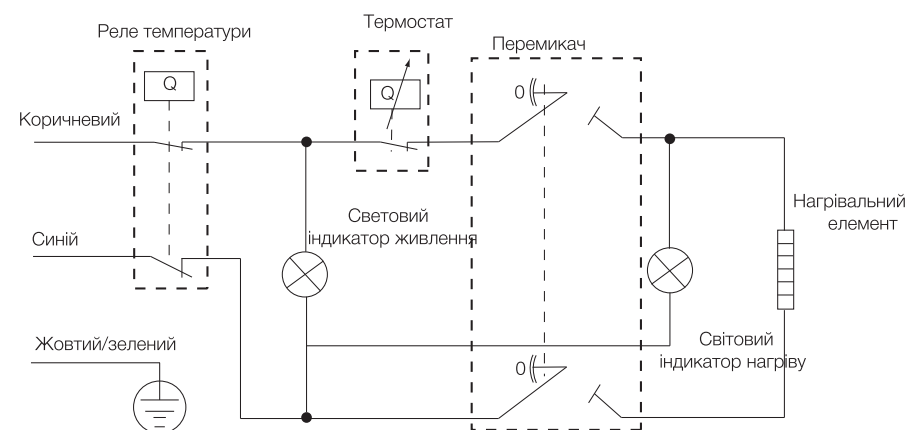 Термостат
Реле температури
Перемикач
Q
Q
0
Коричневий
Нагрівальний
елемент
Световий
індикатор живлення
Синій
Світовий
індикатор нагріву
Жовтий/зелений
0